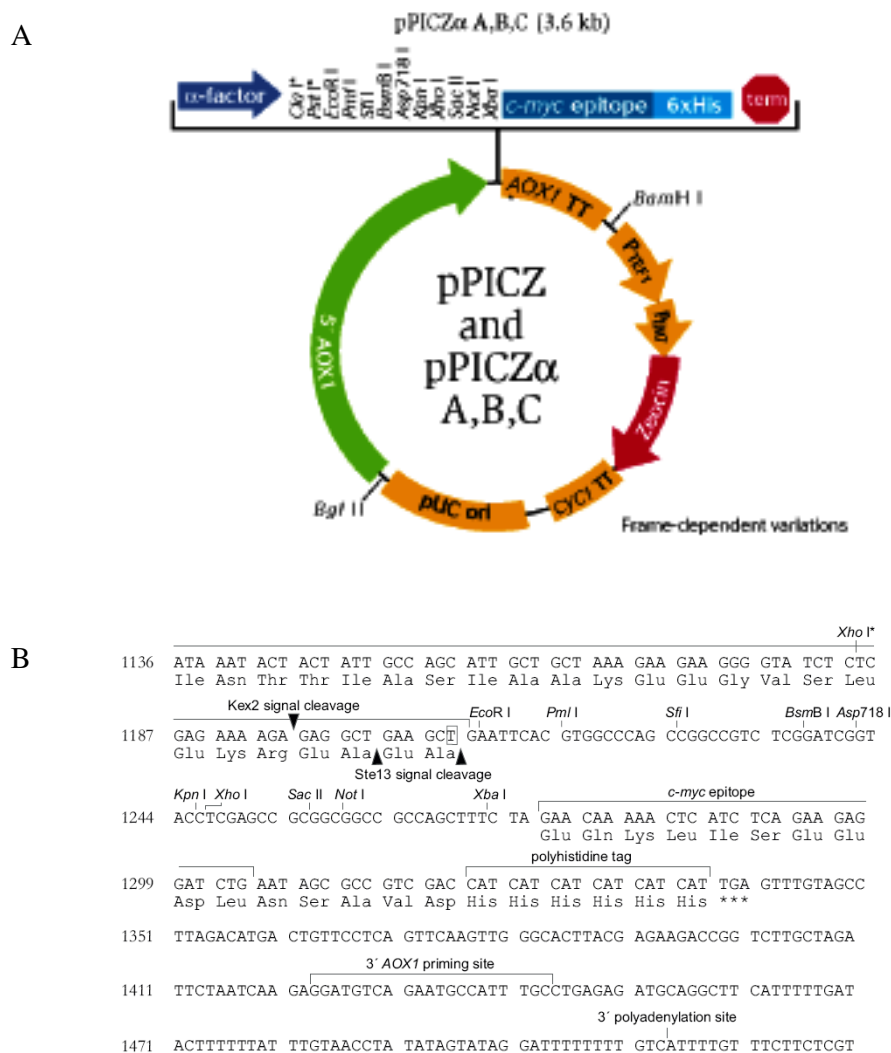 A
pPICZα A,B,C (3.6 kb)
α-factor
Cla I*
Pst I*
EcoR I
Pml I
Sfi I
BsmB I
Asp718 I
Kpn I
Xho I
Sac II
Not I
Xba I
c-myc epitope
6xHis
term
AOX1 TT
BamH I
PTEF1
PEM7
Zeocin
CYC1 TT
pUC ori
Bgl II
5´ AOX1
pPICZ
and
pPICZα
A,B,C
Frame-dependent variations
B
Xho I*
1136 ATA AAT ACT ACT ATT GCC AGC ATT GCT GCT AAA GAA GAA GGG GTA TCT CTC
Ile Asn Thr Thr Ile Ala Ser Ile Ala Ala Lys Glu Glu Gly Val Ser Leu
Kex2 signal cleavage
EcoR I Pml I Sfi I BsmB I Asp718 I
1187 GAG AAA AGA GAG GCT GAA GCT GAATTCAC GTGGCCCAG CCGGCCGTC TCGGATCGGT
Glu Lys Arg Glu Ala Glu Ala
Ste13 signal cleavage
Kpn I Xho I Sac II Not I Xba I c-myc epitope
1244 ACCTCGAGCC GCGGCGGCC GCCAGCTTTC TA GAA CAA AAA CTC ATC TCA GAA GAG
Glu Gln Lys Leu Ile Ser Glu Glu
polyhistidine tag
1299 GAT CTG AAT AGC GCC GTC GAC CAT CAT CAT CAT CAT CAT TGA GTTTGTAGCC
Asp Leu Asn Ser Ala Val Asp His His His His His His ***
1351 TTAGACATGA CTGTTCCTCA GTTCAAGTTG GGCACTTACG AGAAGACCGG TCTTGCTAGA
3´ AOX1 priming site
1411 TTCTAATCAA GAGGATGTCA GAATGCCATT TGCCTGAGAG ATGCAGGCTT CATTTTTGAT
3´ polyadenylation site
1471 ACTTTTTTAT TTGTAACCTA TATAGTATAG GATTTTTTTT GTCATTTTGT TTCTTCTCGT